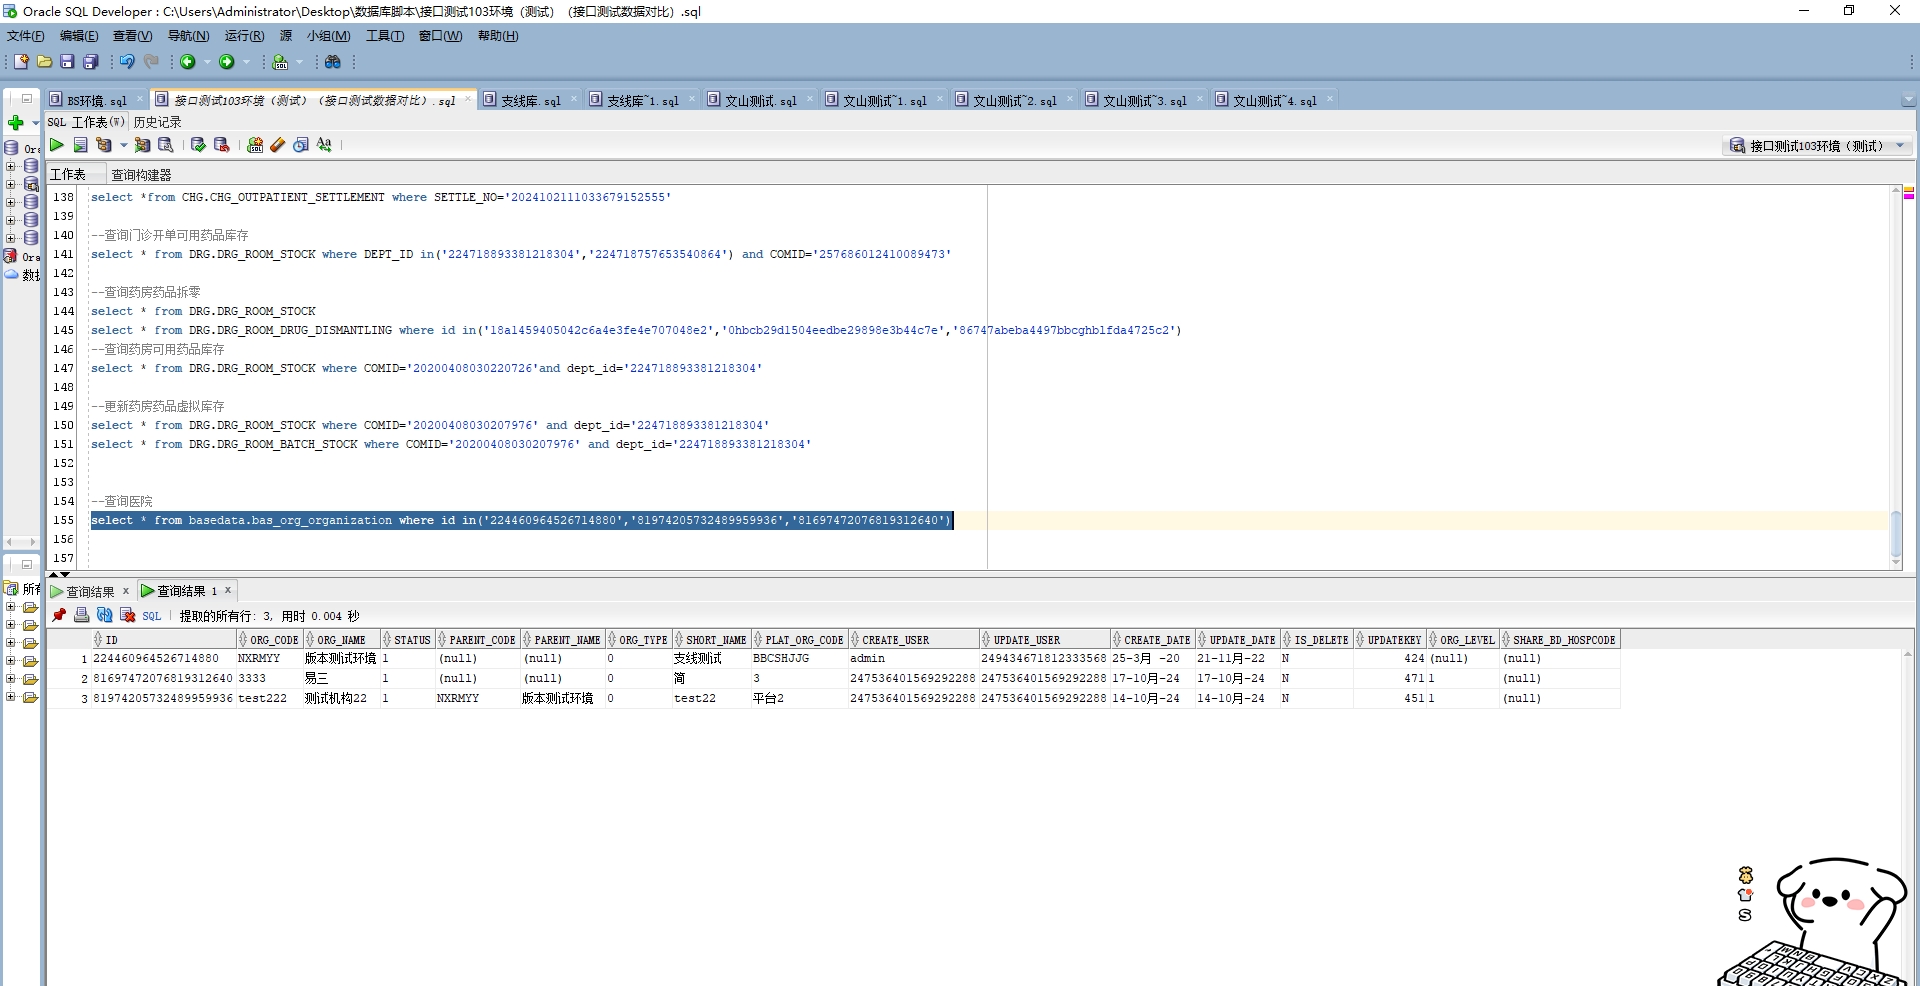 Oracle SQL Developer : C:\Users\Administrator\Desktop\数据库脚本\接口测试103环境（测试）（接口测试数据对比）.sql
文件(F) 编辑(E) 查看(V) 导航(N) 运行(R) 源 小组(M) 工具(T) 窗口(W) 帮助(H)
BS环境.sql 接口测试103环境（测试）（接口测试数据对比）.sql 支线库.sql 支线库~1.sql 文山测试.sql 文山测试~1.sql 文山测试~2.sql 文山测试~3.sql 文山测试~4.sql
SQL 工作表(W) 历史记录
接口测试103环境（测试）
工作表 查询构建器
138 select *from CHG.CHG_OUTPATIENT_SETTLEMENT where SETTLE_NO='2024102111033679152555'
139
140 --查询门诊开单可用药品库存
141 select * from DRG.DRG_ROOM_STOCK where DEPT_ID in('224718893381218304','224718757653540864') and COMID='257686012410089473'
142
143 --查询药房药品拆零
144 select * from DRG.DRG_ROOM_STOCK
145 select * from DRG.DRG_ROOM_DRUG_DISMANTLING where id in('18a1459405042c6a4e3fe4e707048e2','0hbcb29d1504eedbe29898e3b44c7e','86747abeba4497bbcghblfda4725c2')
146 --查询药房可用药品库存
147 select * from DRG.DRG_ROOM_STOCK where COMID='20200408030220726'and dept_id='224718893381218304'
148
149 --更新药房药品虚拟库存
150 select * from DRG.DRG_ROOM_STOCK where COMID='20200408030207976' and dept_id='224718893381218304'
151 select * from DRG.DRG_ROOM_BATCH_STOCK where COMID='20200408030207976' and dept_id='224718893381218304'
152
153
154 --查询医院
155 select * from basedata.bas_org_organization where id in('224460964526714880','81974205732489959936','81697472076819312640')
156
157
查询结果 x 查询结果 1 x
SQL | 提取的所有行: 3, 用时 0.004 秒
ID ORG_CODE ORG_NAME STATUS PARENT_CODE PARENT_NAME ORG_TYPE SHORT_NAME PLAT_ORG_CODE CREATE_USER UPDATE_USER CREATE_DATE UPDATE_DATE IS_DELETE UPDATEKEY ORG_LEVEL SHARE_BD_HOSPCODE
1 224460964526714880 NXRMYY 版本测试环境 1 (null) (null) 0 支线测试 BBCSHJJG admin 249434671812333568 25-3月 -20 21-11月-22 N 424 (null) (null)
2 81697472076819312640 3333 易三 1 (null) (null) 0 简 3 247536401569292288 247536401569292288 17-10月-24 17-10月-24 N 471 1 (null)
3 81974205732489959936 test222 测试机构22 1 NXRMYY 版本测试环境 0 test22 平台2 247536401569292288 247536401569292288 14-10月-24 14-10月-24 N 451 1 (null)